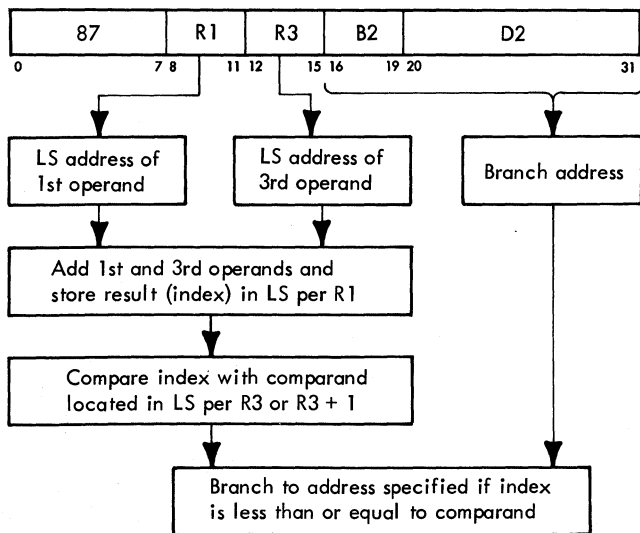 87 R1 R3 B2 D2
0 7 8 11 12 15 16 19 20 31
LS address of
1st operand
LS address of
3rd operand
Branch address
Add 1st and 3rd operands and
store result (index) in LS per R1
Compare index with comparand
located in LS per R3 or R3 + 1
Branch to address specified if index
is less than or equal to comparand